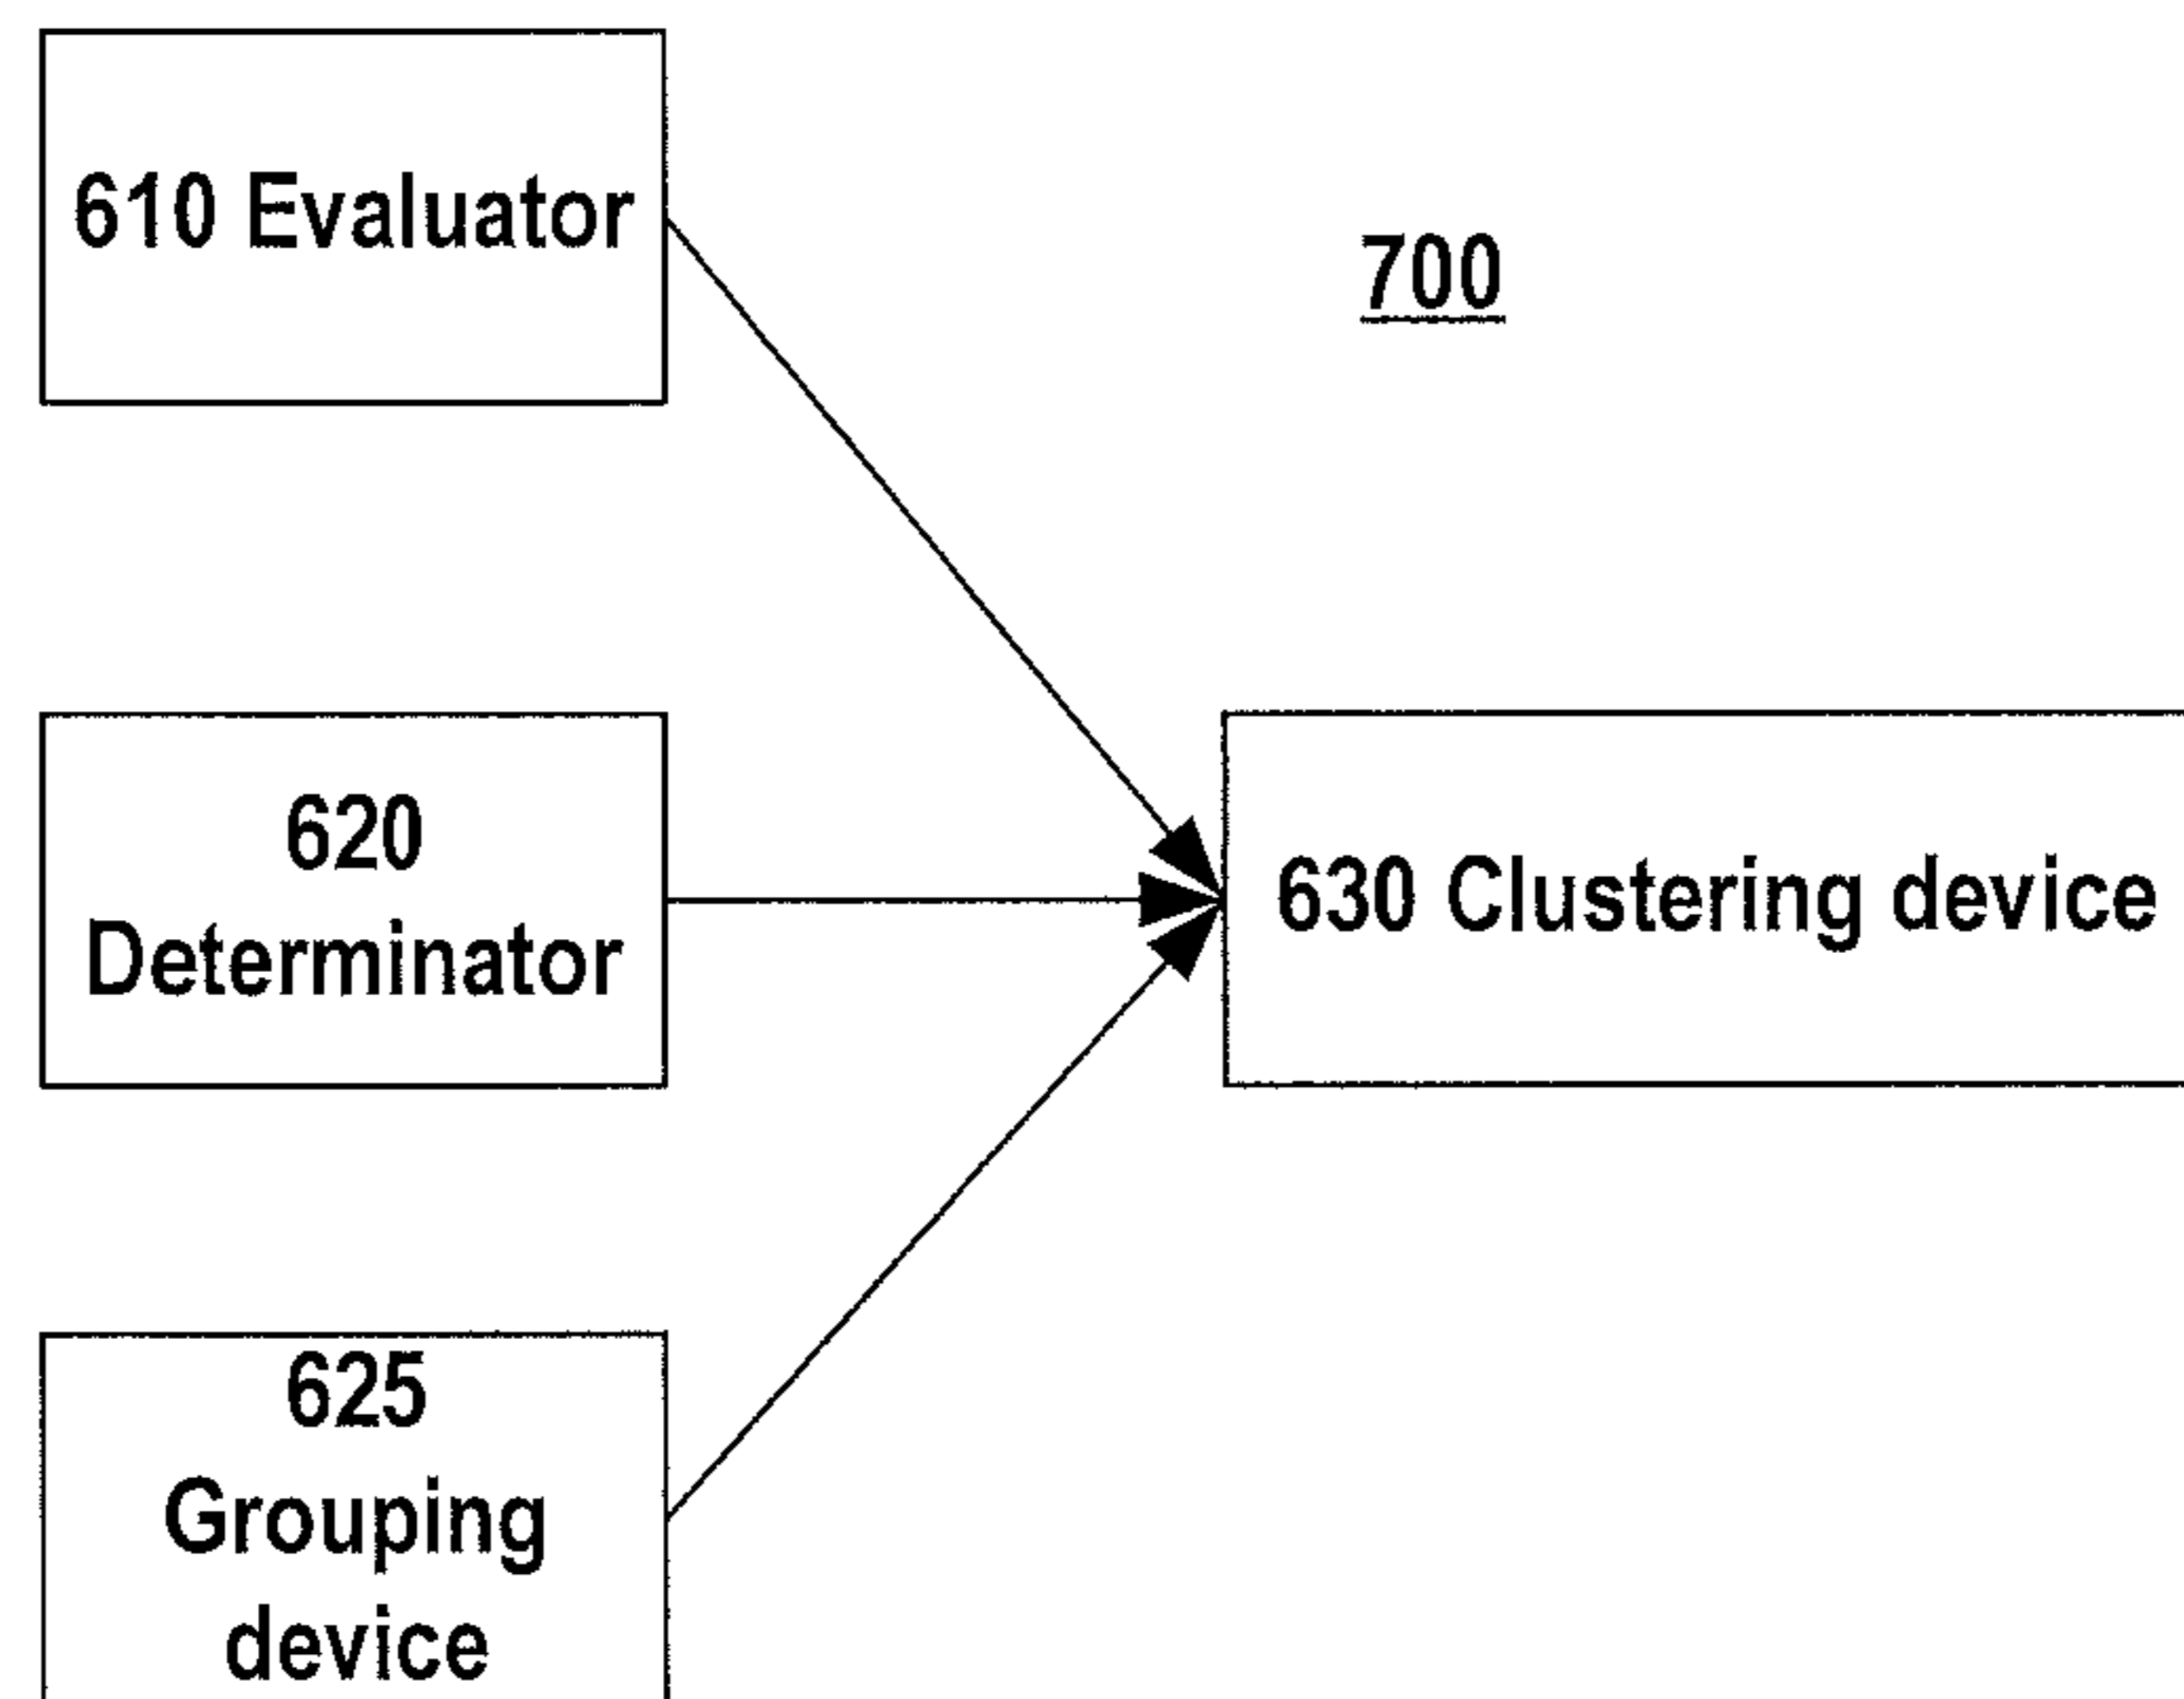 610 Evaluator
700
620
Determinator
630 Clustering device
625
Grouping
device